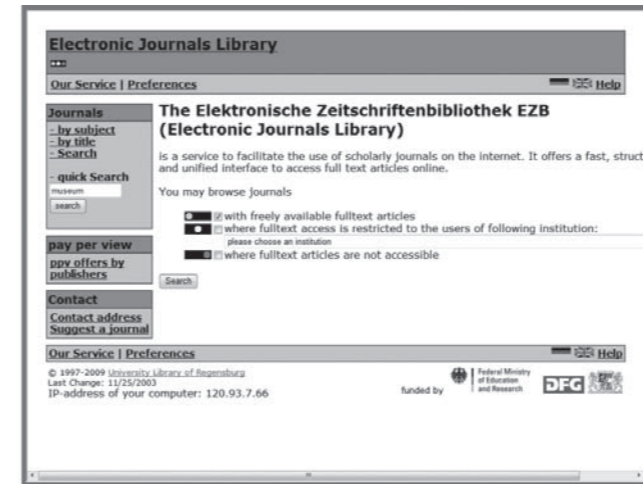 Electronic Journals Library
Our Service | Preferences
Help
Journals
- by subject
- by title
- Search
- quick Search
museum
search
pay per view
ppv offers by
publishers
Contact
Contact address
Suggest a journal
The Elektronische Zeitschriftenbibliothek EZB
(Electronic Journals Library)
is a service to facilitate the use of scholarly journals on the internet. It offers a fast, struct
and unified interface to access full text articles online.
You may browse journals
with freely available fulltext articles
where fulltext access is restricted to the users of following institution:
please choose an institution
where fulltext articles are not accessible
Search
Our Service | Preferences
Help
© 1997-2009 University Library of Regensburg
Last Change: 11/25/2003
IP-address of your computer: 120.93.7.66
funded by
Federal Ministry
of Education
and Research
DFG